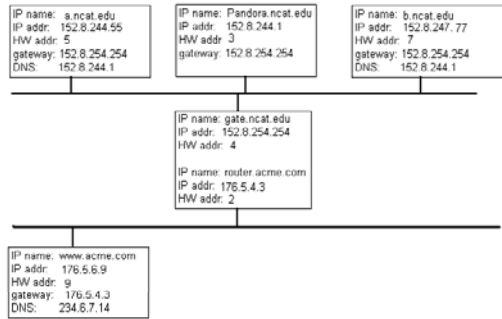 IP name: a.ncat.edu
IP addr: 152.8.244.55
HW addr: 5
gateway: 152.8.254.254
DNS: 152.8.244.1
IP name: Pandora.ncat.edu
IP addr: 152.8.244.1
HW addr: 3
gateway: 152.8.254.254
IP name: b.ncat.edu
IP addr: 152.8.247.77
HW addr: 7
gateway: 152.8.254.254
DNS: 152.8.244.1
IP name: gate.ncat.edu
IP addr: 152.8.254.254
HW addr: 4
IP name: router.acme.com
IP addr: 176.5.4.3
HW addr: 2
IP name: www.acme.com
IP addr: 176.5.6.9
HW addr: 9
gateway: 176.5.4.3
DNS: 234.6.7.14